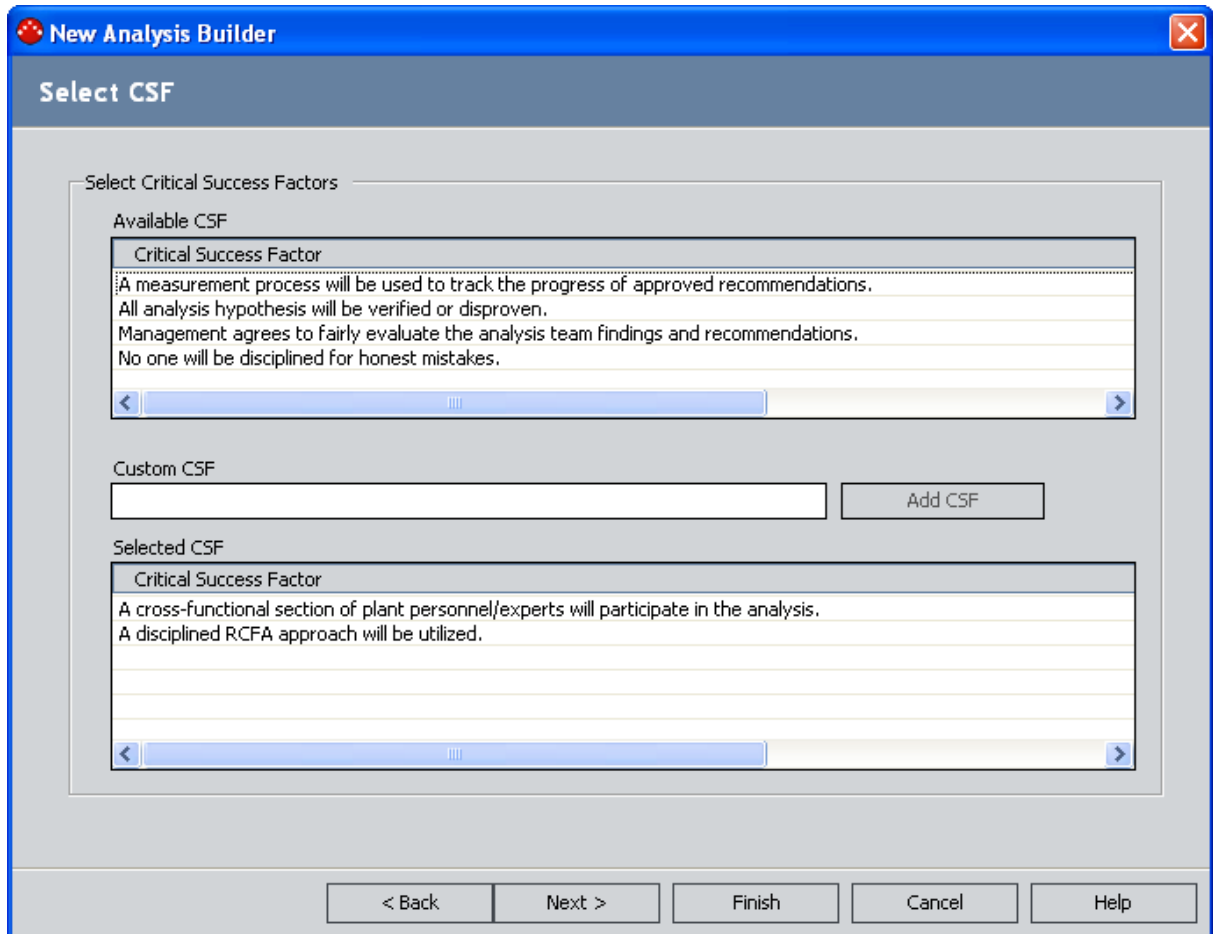 New Analysis Builder
Select CSF
Select Critical Success Factors
Available CSF
Critical Success Factor
A measurement process will be used to track the progress of approved recommendations.
All analysis hypothesis will be verified or disproven.
Management agrees to fairly evaluate the analysis team findings and recommendations.
No one will be disciplined for honest mistakes.
Custom CSF
Add CSF
Selected CSF
Critical Success Factor
A cross-functional section of plant personnel/experts will participate in the analysis.
A disciplined RCFA approach will be utilized.
< Back Next > Finish Cancel Help